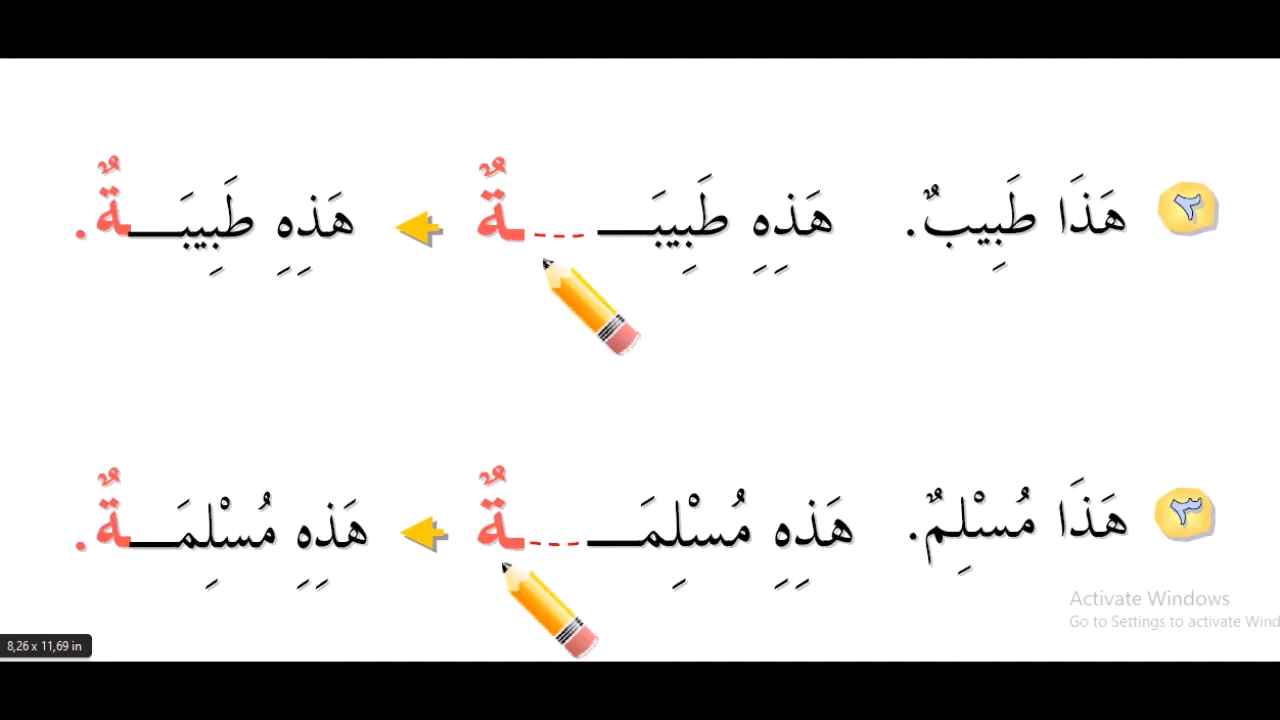 ٢ هَذَا طَبِيبٌ. هَذِهِ طَبِيبَـــ ـةٌ هَذِهِ طَبِيبَـــةٌ.
٣ هَذَا مُسْلِمٌ. هَذِهِ مُسْلِمَـــ ـةٌ هَذِهِ مُسْلِمَـــةٌ.
Activate Windows
Go to Settings to activate Wind
8,26 x 11,69 in